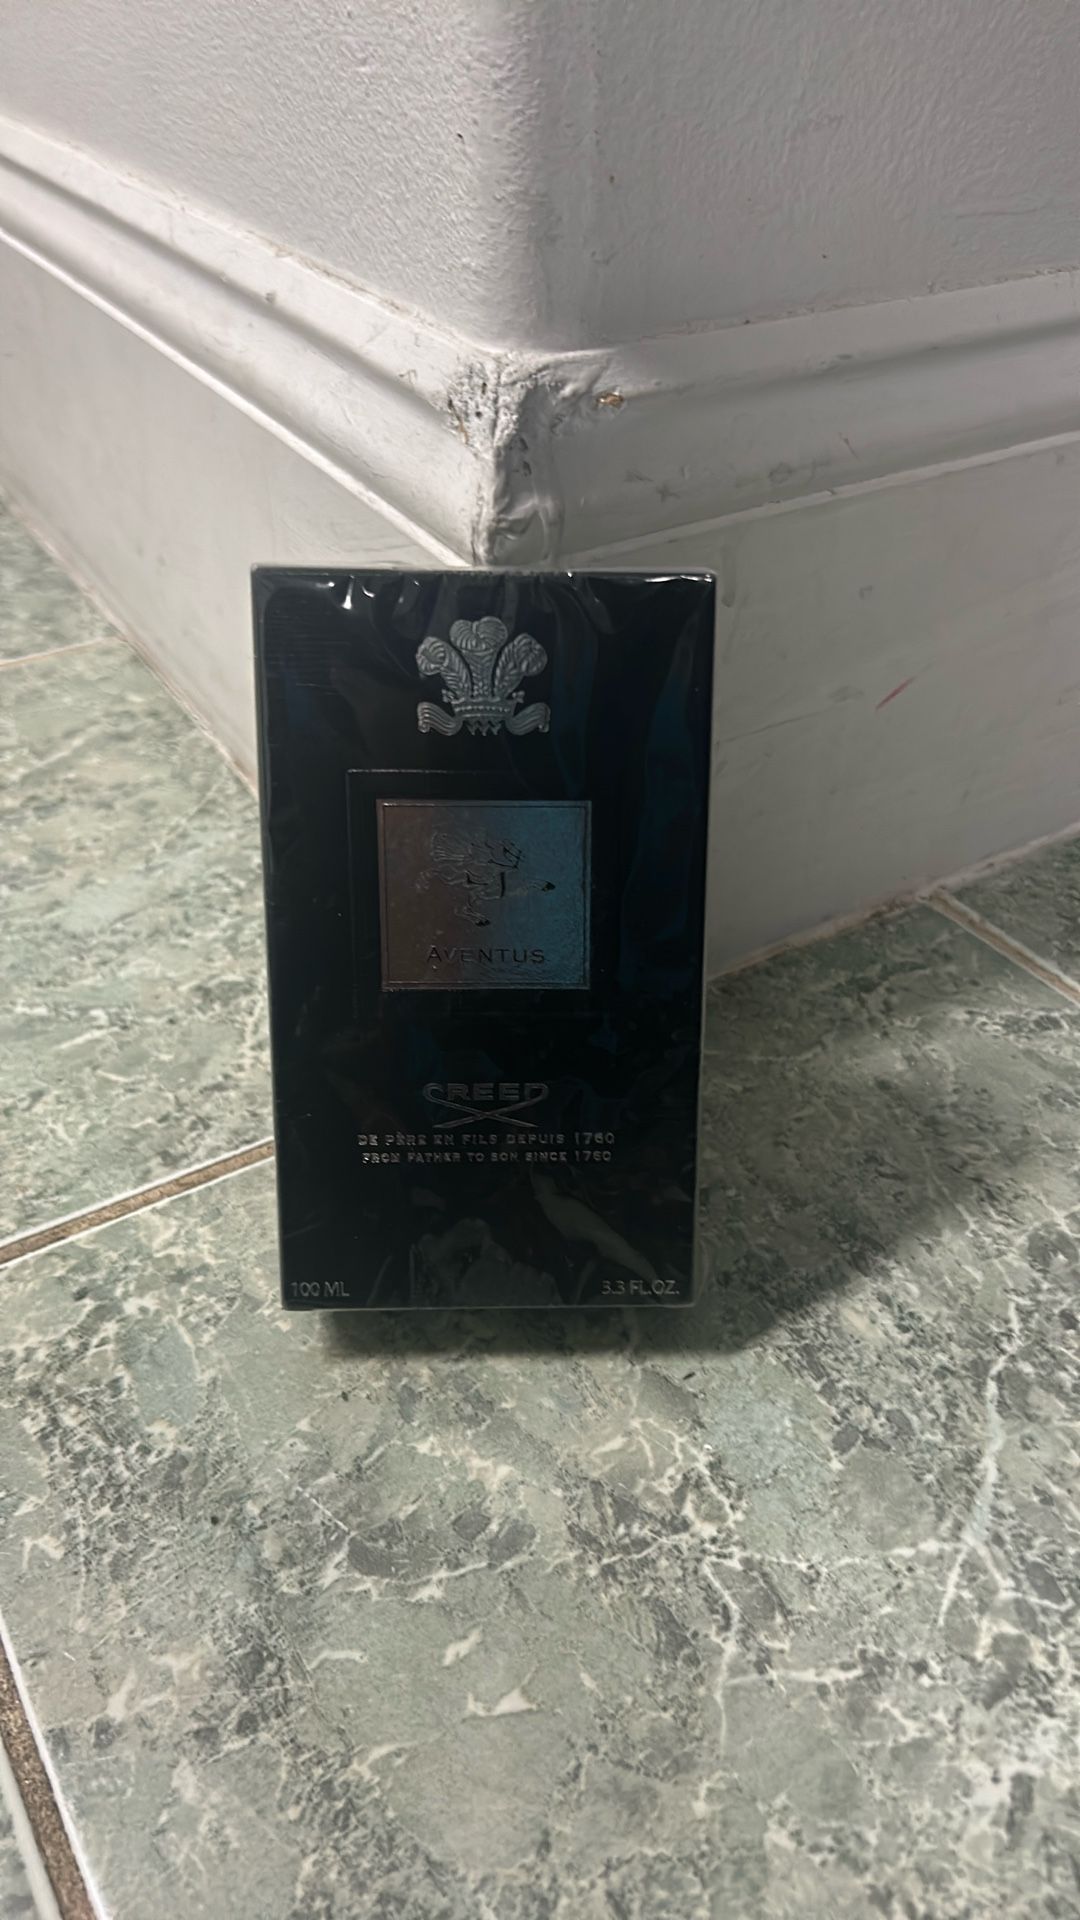 AVENTUS
CREED
DE PÈRE EN FILS DEPUIS 1760
FROM FATHER TO SON SINCE 1760
100 ML
3.3 FL.OZ.